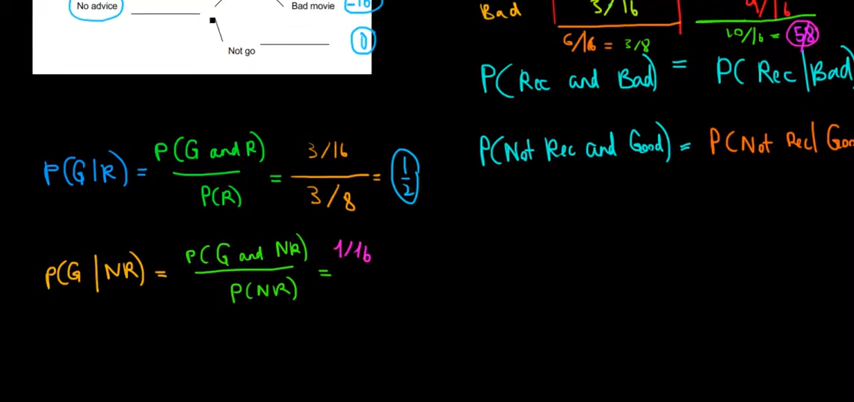 No advice
Bad movie
-10
Not go
0
Bad 3/16
6/16 = 3/8 10/16 = 58
P(Rec and Bad) = P(Rec|Bad)
P(Not Rec and Good) = P(Not Rec|Goo
P(G|R) = P(G and R) / P(R) = 3/16 / 3/8 = 1/2
P(G|NR) = P(G and NR) / P(NR) = 1/16